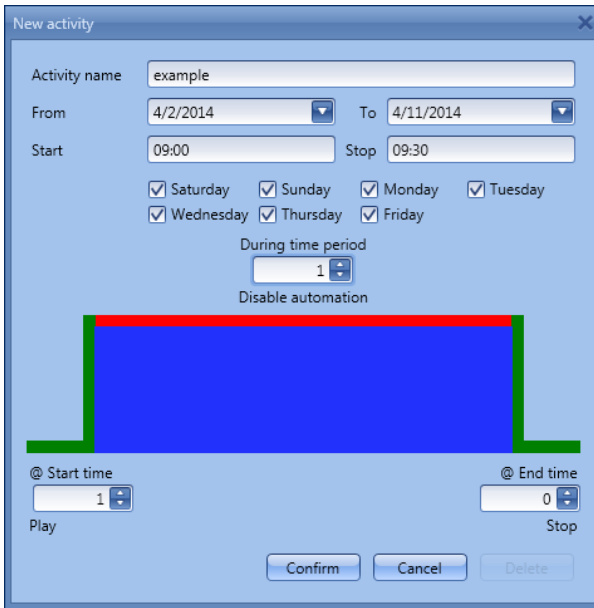 New activity
Activity name example
From 4/2/2014 To 4/11/2014
Start 09:00 Stop 09:30
Saturday Sunday Monday Tuesday
Wednesday Thursday Friday
During time period
1
Disable automation
@ Start time @ End time
1 0
Play Stop
Confirm Cancel Delete